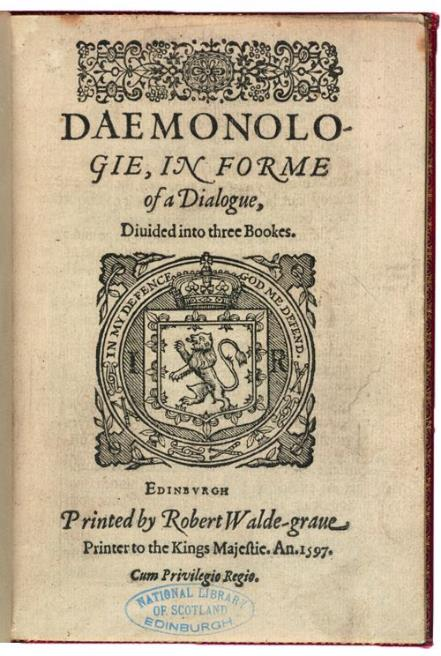 DAEMONOLO-
GIE, IN FORME
of a Dialogue,
Diuided into three Bookes.
IN MY DEFENCE GOD ME DEFEND.
I R
EDINBVRGH
Printed by Robert Walde-graue
Printer to the Kings Majeſtie. An. 1597.
Cum Privilegio Regio.
NATIONAL LIBRARY
OF SCOTLAND
EDINBURGH